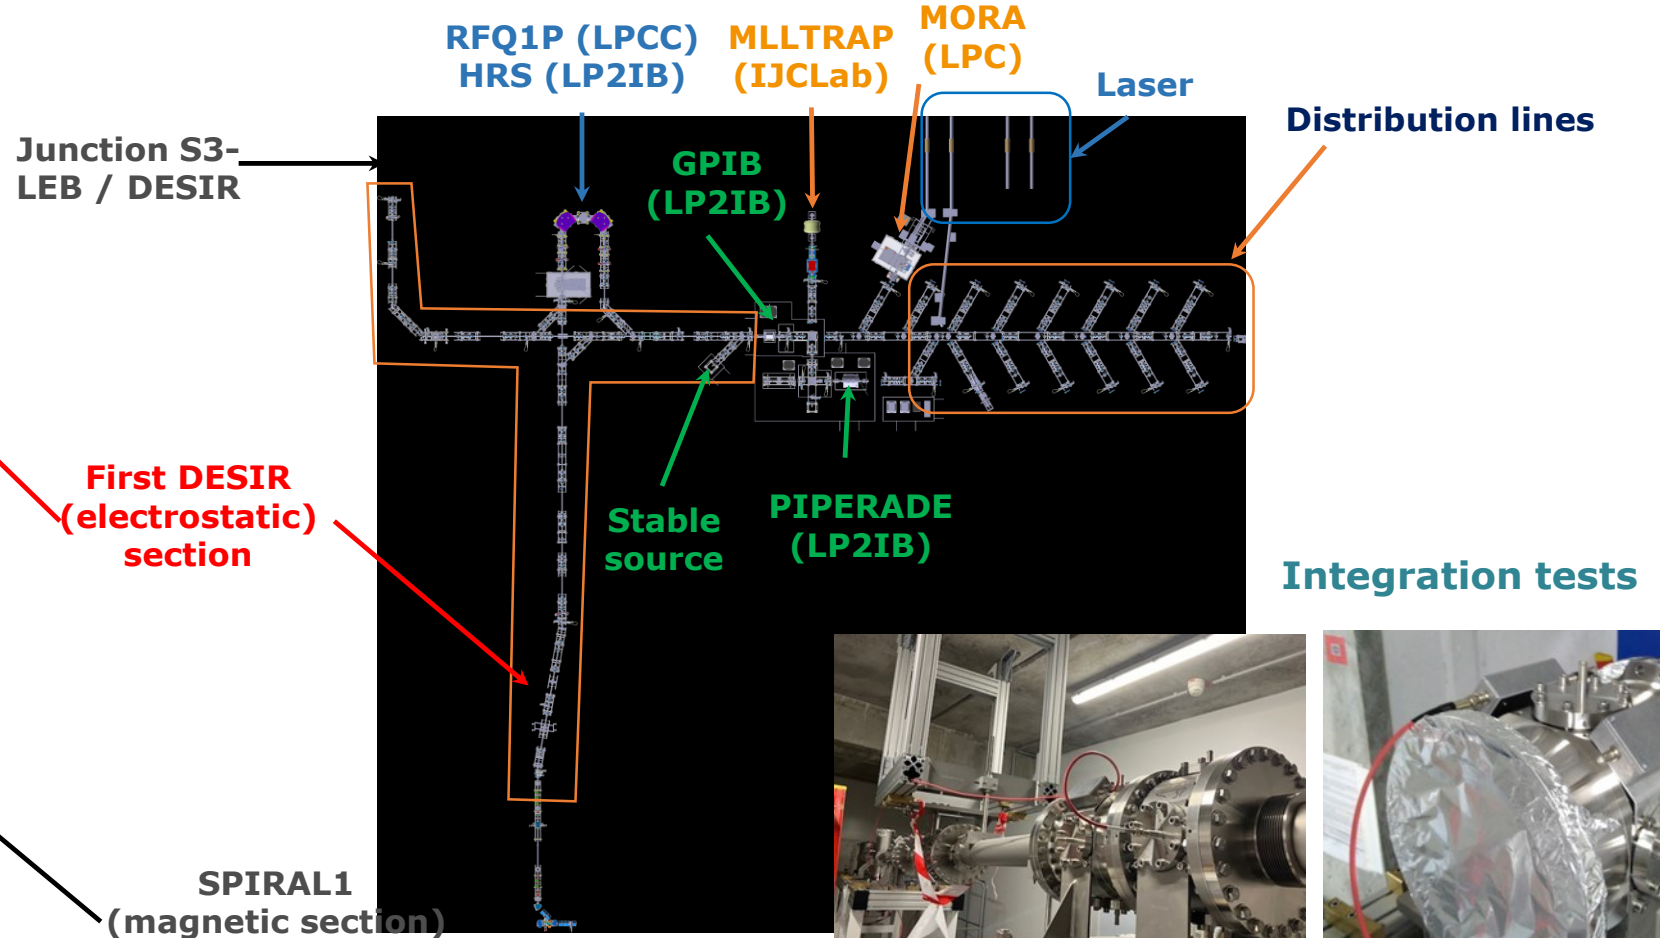 RFQ1P (LPCC)
HRS (LP2IB)
MLLTRAP
(IJCLab)
MORA
(LPC)
Laser
Distribution lines
Junction S3-
LEB / DESIR
GPIB
(LP2IB)
First DESIR
(electrostatic)
section
Stable
source
PIPERADE
(LP2IB)
Integration tests
SPIRAL1
(magnetic section)